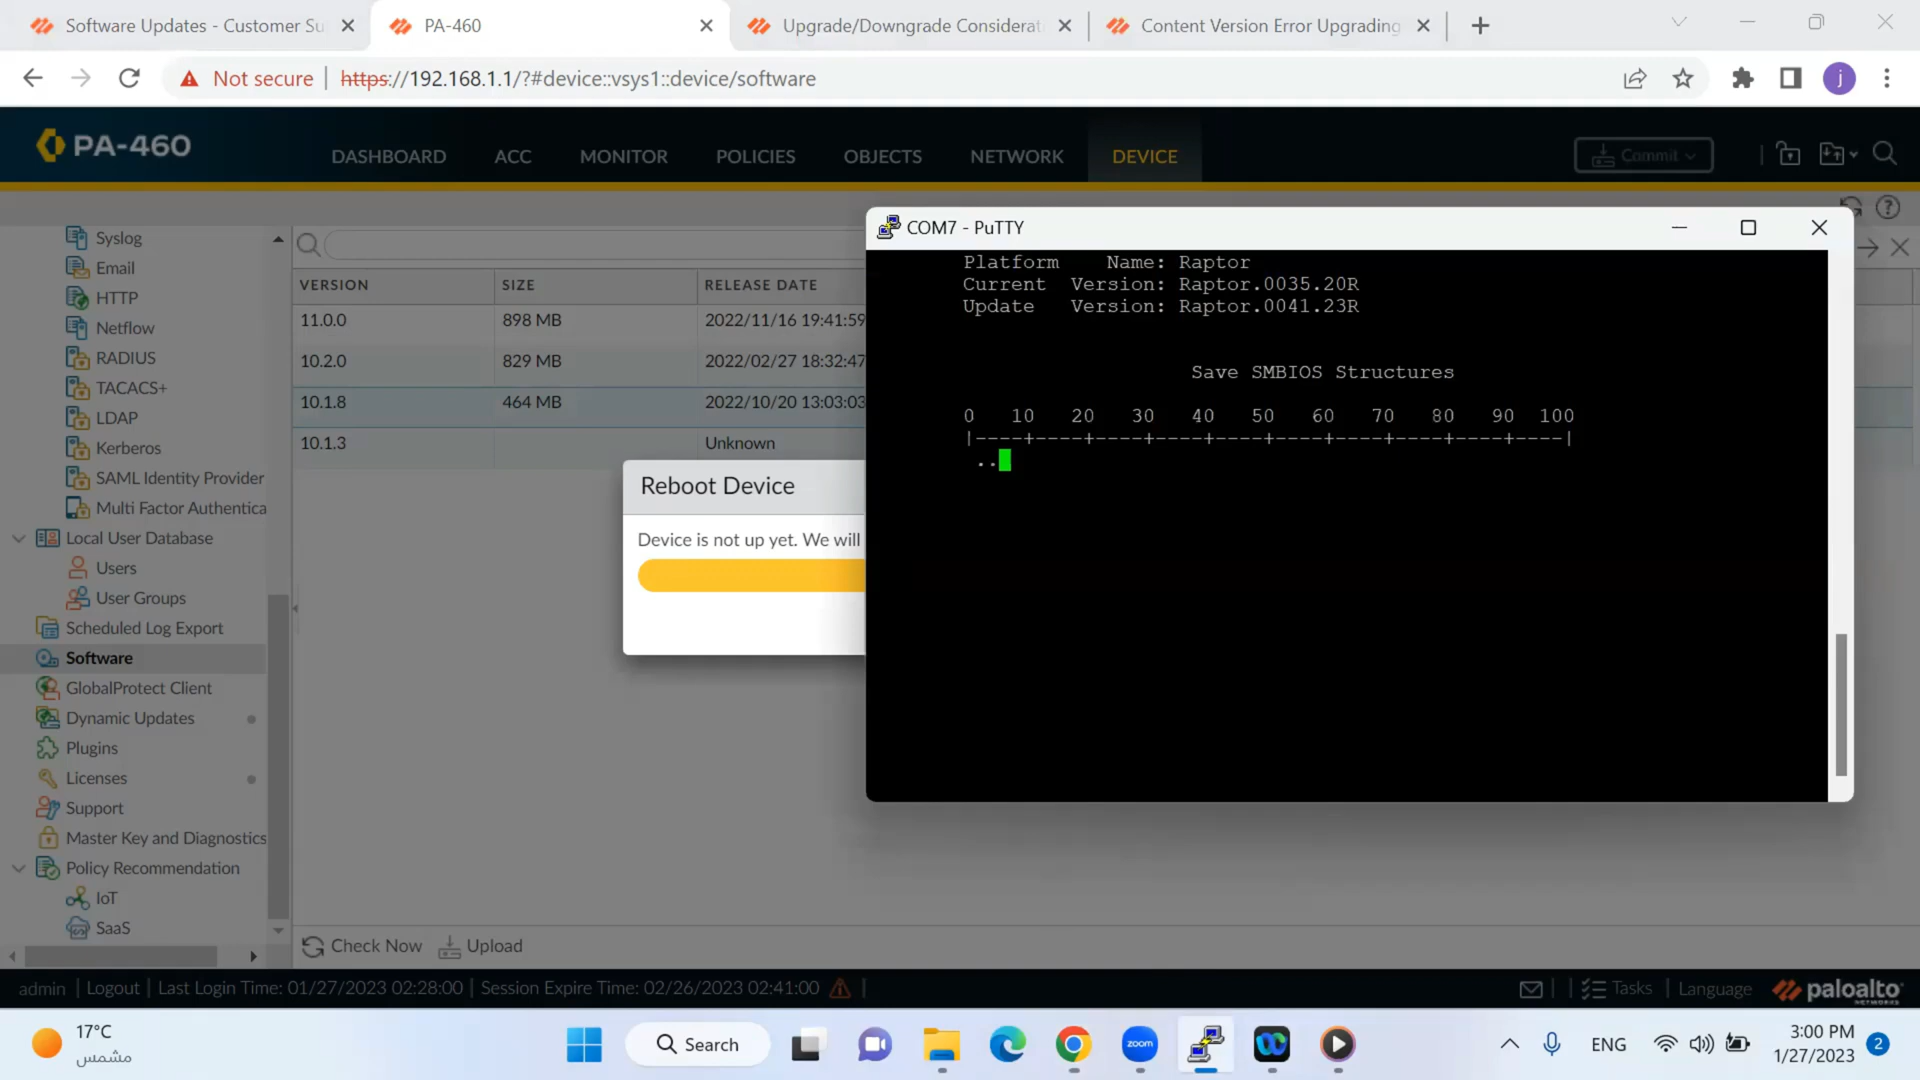 Software Updates - Customer Su
PA-460
Upgrade/Downgrade Considerat
Content Version Error Upgrading
Not secure
https://192.168.1.1/?#device::vsys1::device/software
j
PA-460
DASHBOARD
ACC
MONITOR
POLICIES
OBJECTS
NETWORK
DEVICE
Commit
Syslog
Email
HTTP
Netflow
RADIUS
TACACS+
LDAP
Kerberos
SAML Identity Provider
Multi Factor Authentica
Local User Database
Users
User Groups
Scheduled Log Export
Software
GlobalProtect Client
Dynamic Updates
Plugins
Licenses
Support
Master Key and Diagnostics
Policy Recommendation
IoT
SaaS
VERSION SIZE RELEASE DATE
11.0.0 898 MB 2022/11/16 19:41:59
10.2.0 829 MB 2022/02/27 18:32:47
10.1.8 464 MB 2022/10/20 13:03:03
10.1.3 Unknown
Reboot Device
Device is not up yet. We will
COM7 - PuTTY
Platform Name: Raptor
Current Version: Raptor.0035.20R
Update Version: Raptor.0041.23R
Save SMBIOS Structures
0 10 20 30 40 50 60 70 80 90 100
|----+----+----+----+----+----+----+----+----+----|
..
Check Now
Upload
admin | Logout | Last Login Time: 01/27/2023 02:28:00 | Session Expire Time: 02/26/2023 02:41:00
Tasks | Language
paloalto
NETWORKS
17°C
مشمس
Search
zoom
ENG
3:00 PM
1/27/2023
2